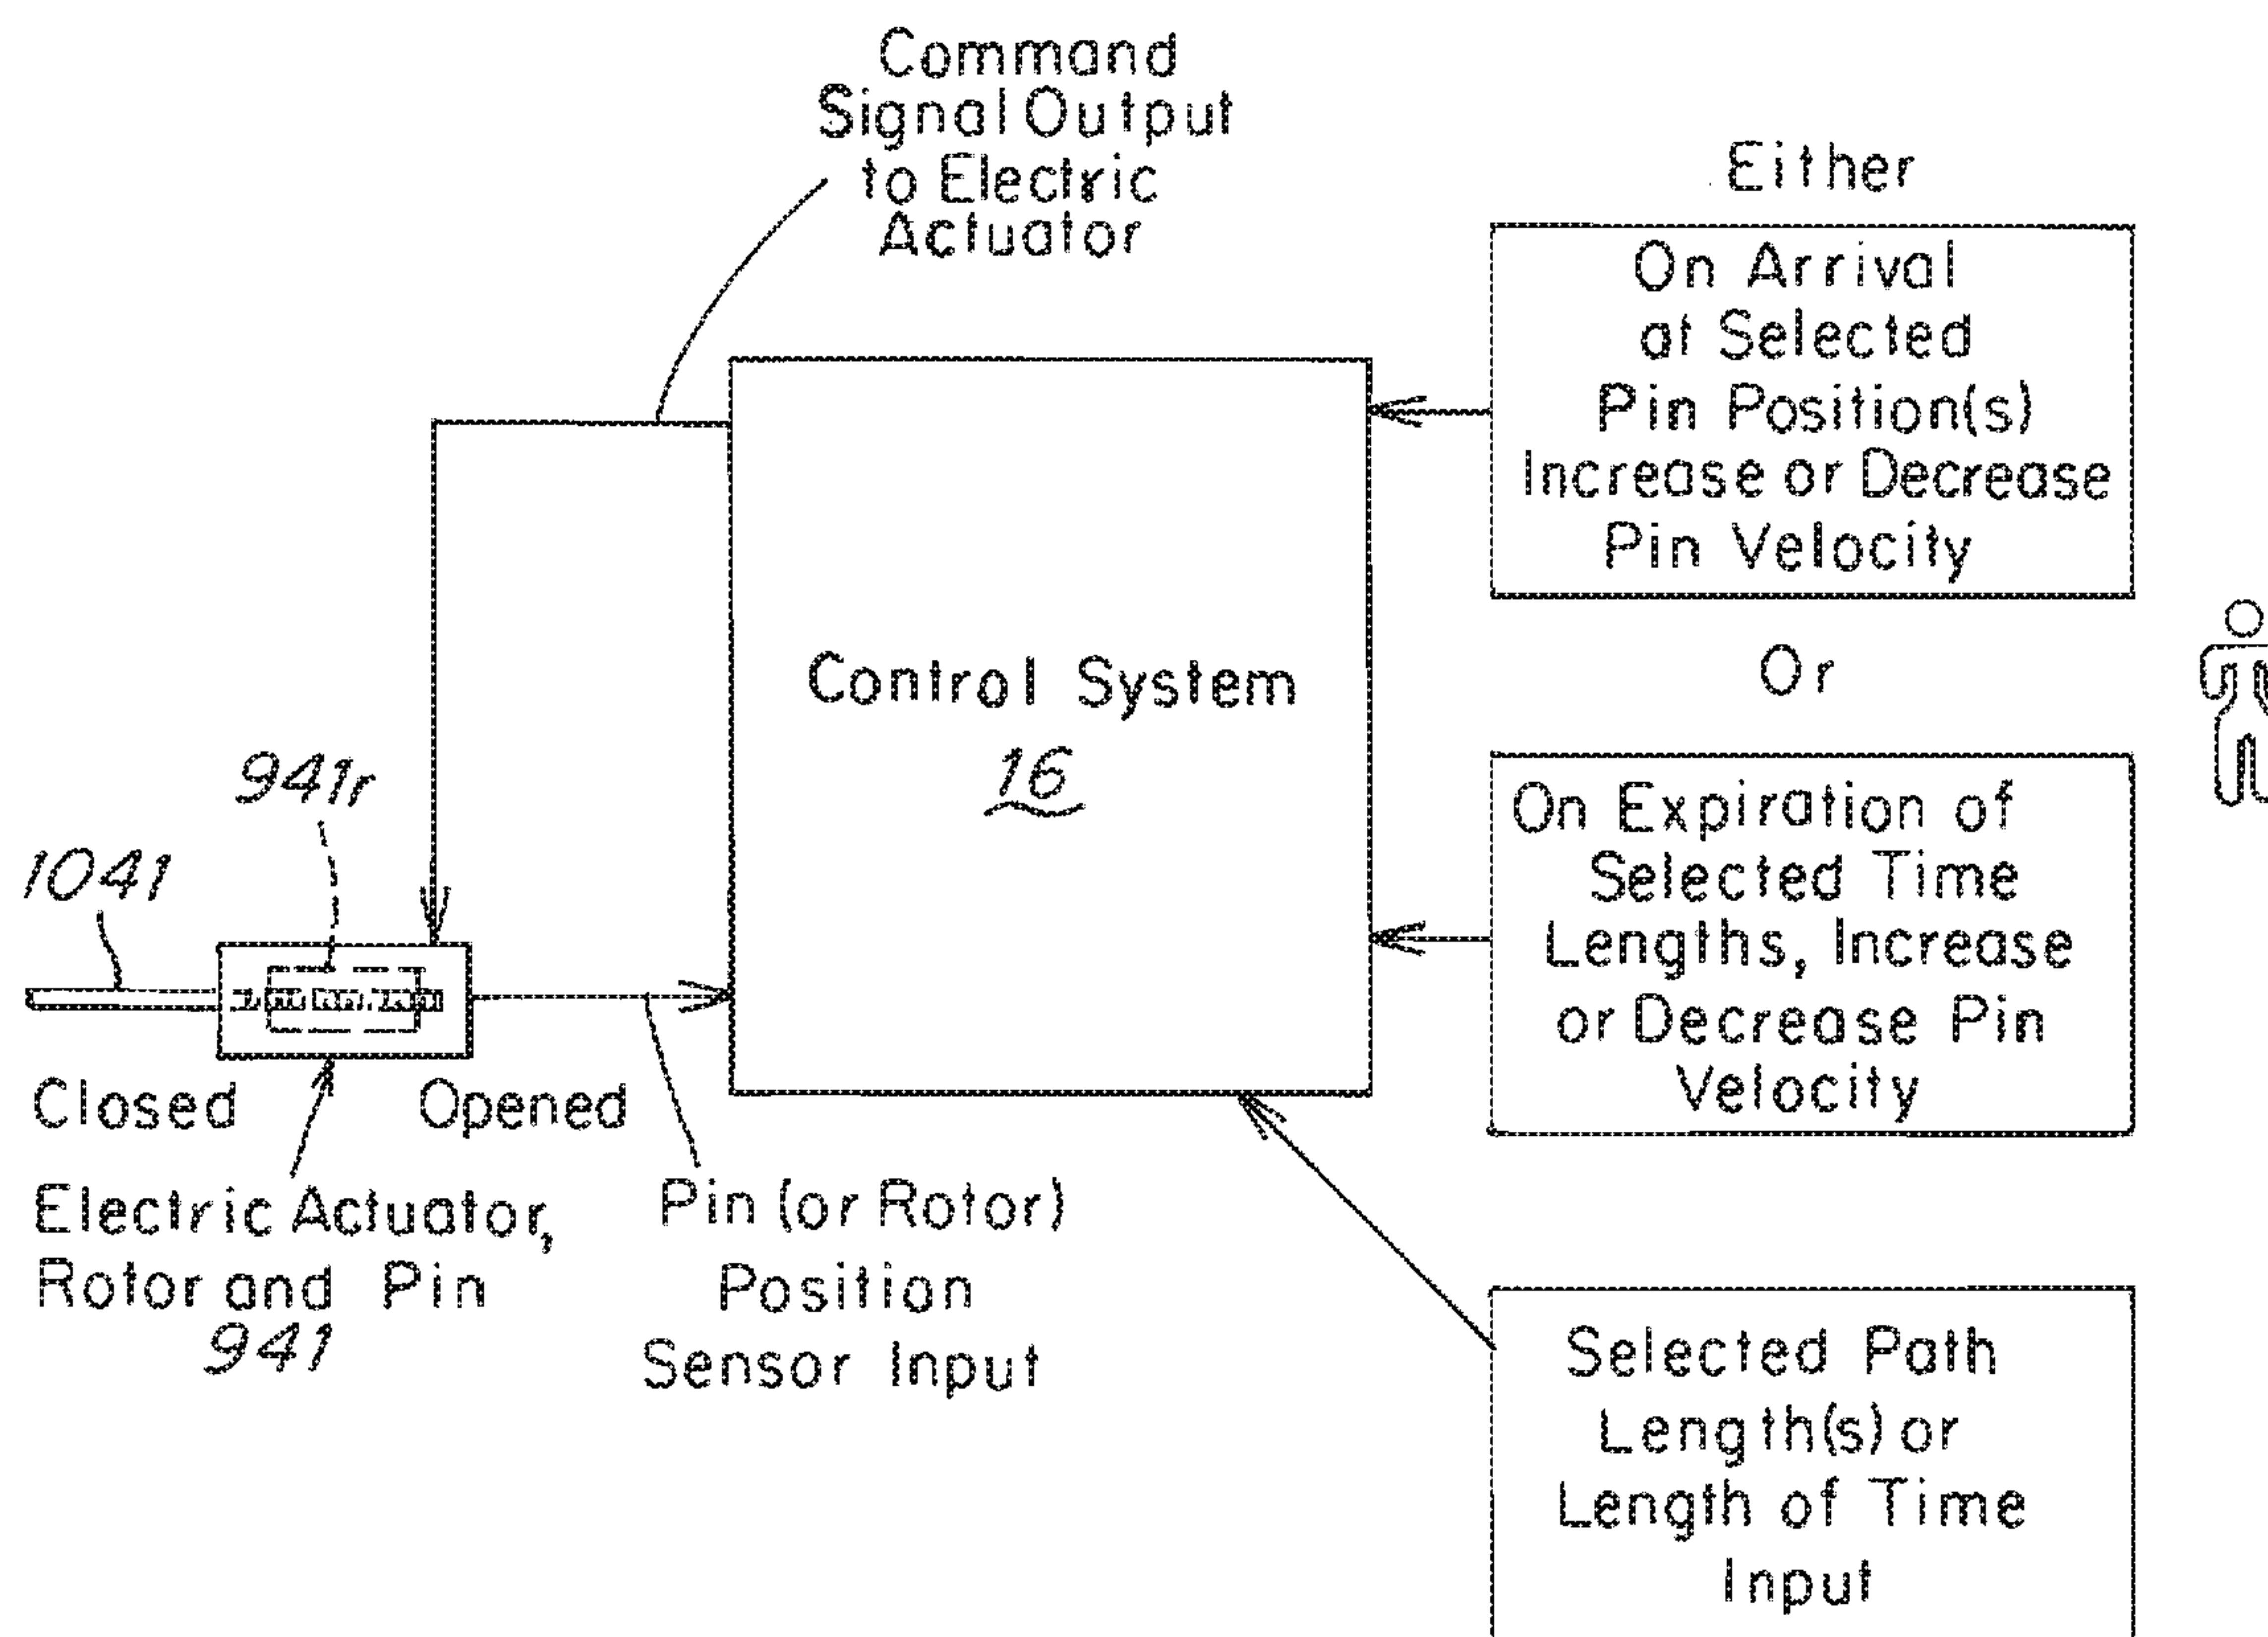 Command
Signal Output
to Electric
Actuator
Either
On Arrival
at Selected
Pin Position(s)
Increase or Decrease
Pin Velocity
Or
Control System
16
On Expiration of
Selected Time
Lengths, Increase
or Decrease Pin
Velocity
941r
1041
Closed
Opened
Electric Actuator,
Rotor and Pin
941
Pin (or Rotor)
Position
Sensor Input
Selected Path
Length(s) or
Length of Time
Input